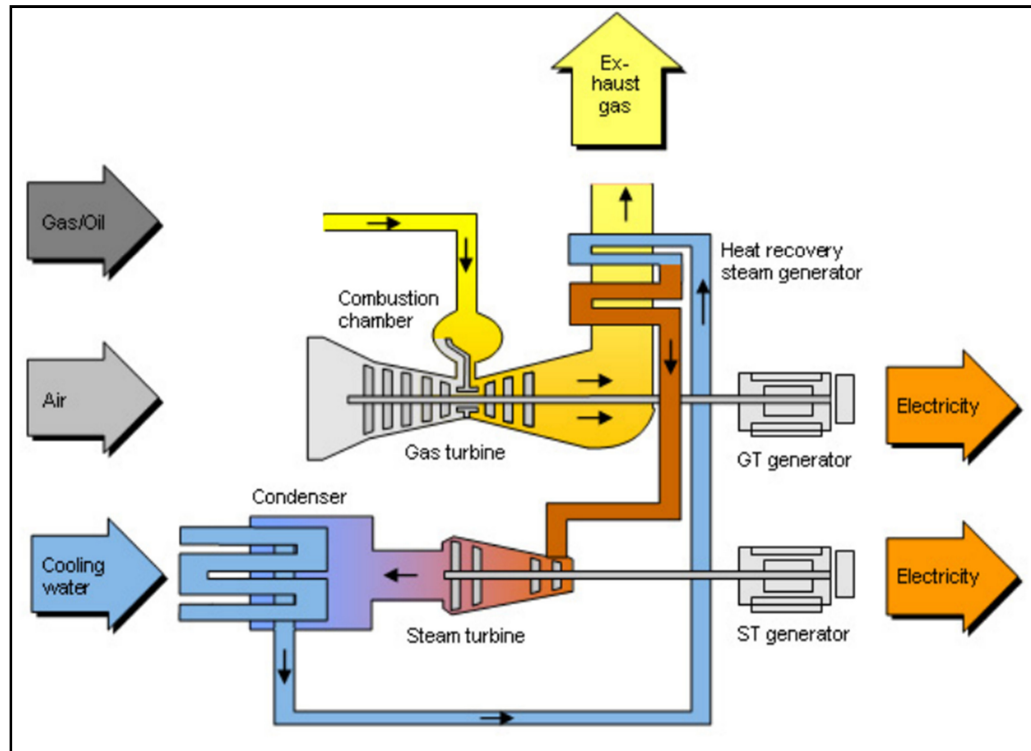 Ex-
haust
gas
Gas/Oil
Heat recovery
steam generator
Combustion
chamber
Air
Electricity
Gas turbine
GT generator
Condenser
Cooling
water
Electricity
Steam turbine
ST generator